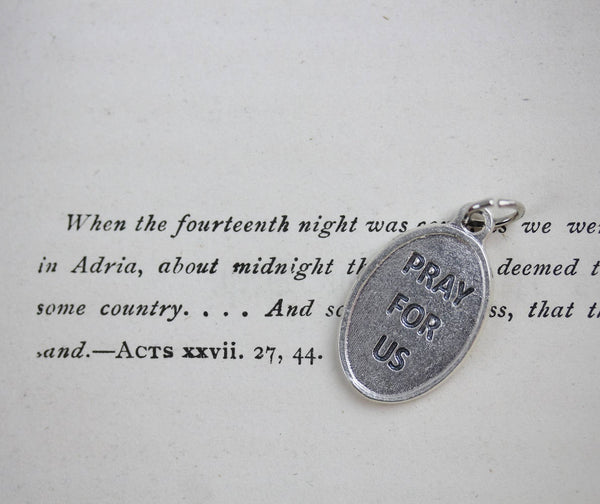 When the fourteenth night was we
in Adria, about midnight deemed
some country. . . . And that
and.—ACTS xxvii. 27, 44.
PRAY
FOR
US